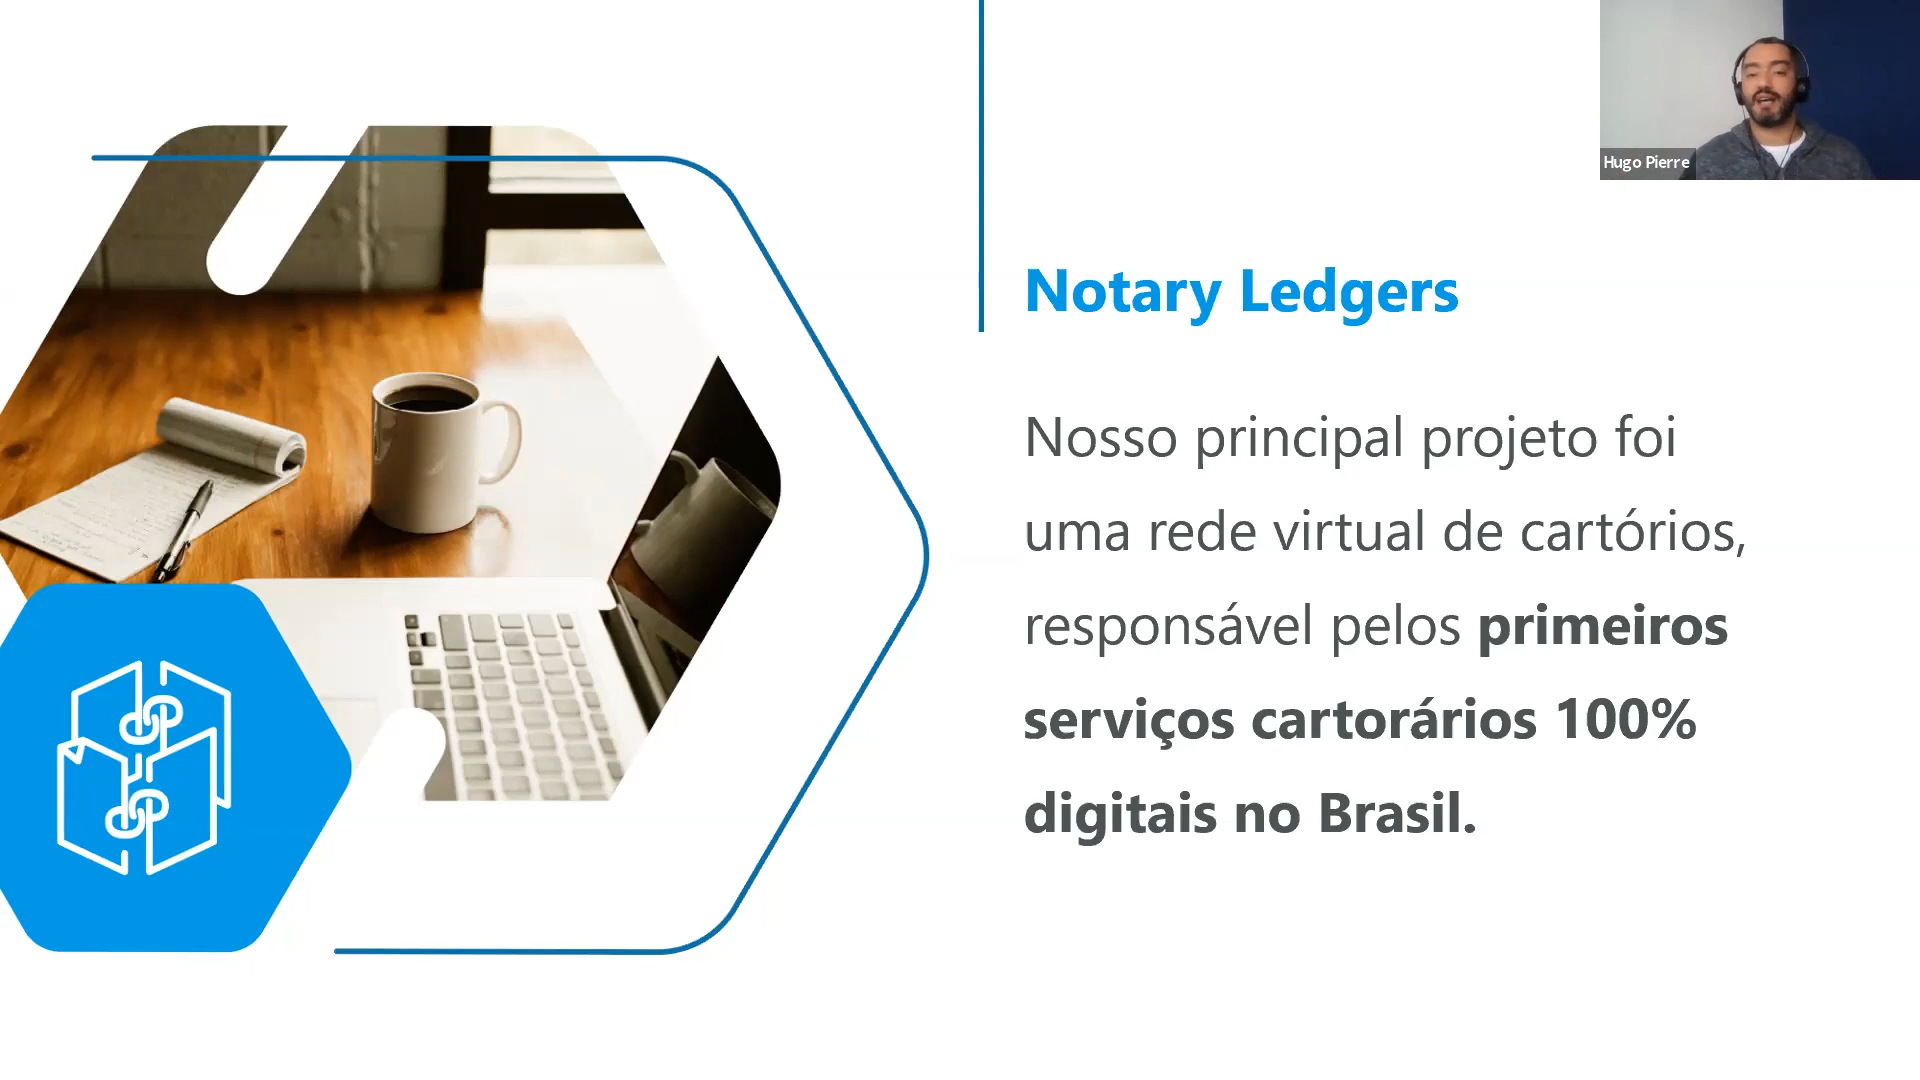 Hugo Pierre
Notary Ledgers
Nosso principal projeto foi
uma rede virtual de cartórios,
responsável pelos primeiros
serviços cartorários 100%
digitais no Brasil.